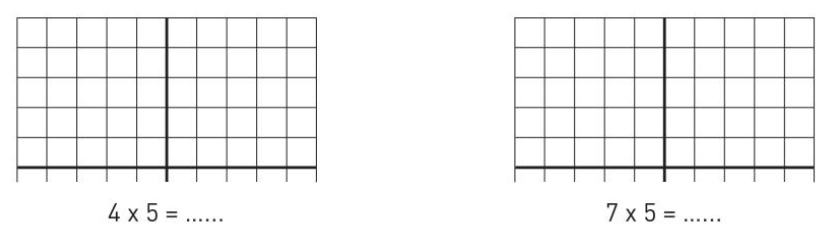 4 x 5 = ......
7 x 5 = ......